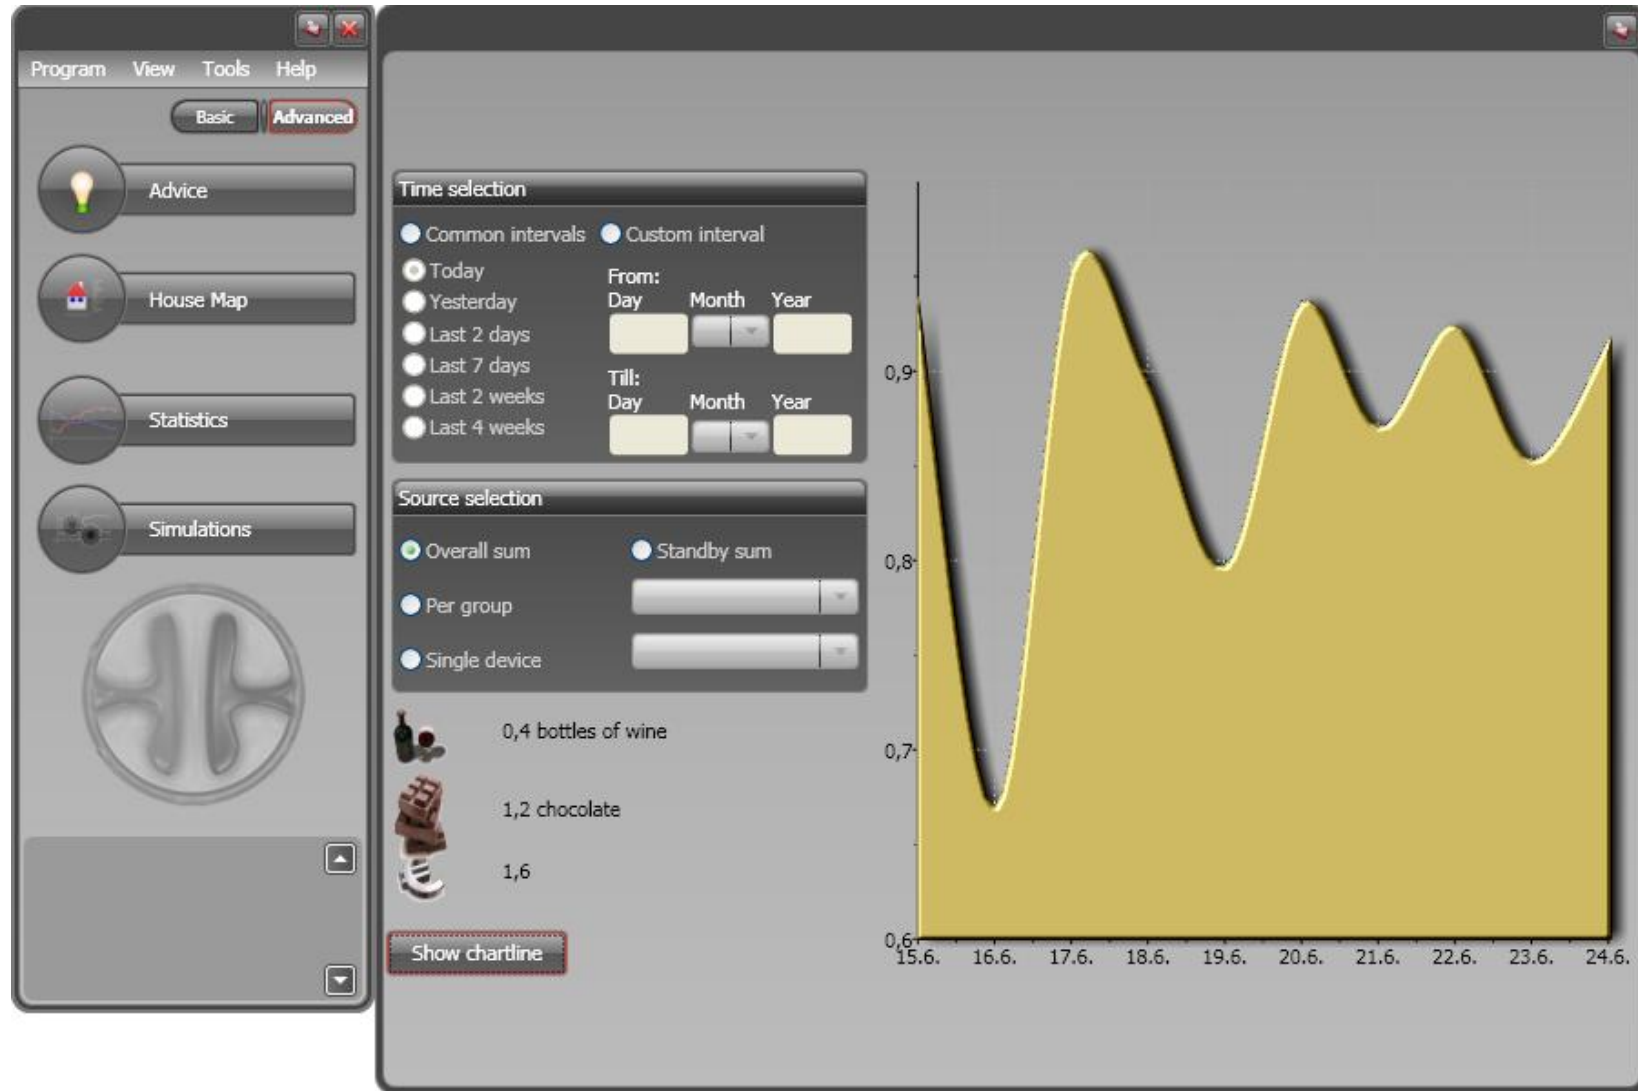 Program View Tools Help
Basic Advanced
Advice
House Map
Statistics
Simulations
Time selection
Common intervals Custom interval
Today
Yesterday
Last 2 days
Last 7 days
Last 2 weeks
Last 4 weeks
From:
Day Month Year
Till:
Day Month Year
Source selection
Overall sum Standby sum
Per group
Single device
0,4 bottles of wine
1,2 chocolate
1,6
Show chartline
0,9
0,8
0,7
0,6
15.6. 16.6. 17.6. 18.6. 19.6. 20.6. 21.6. 22.6. 23.6. 24.6.